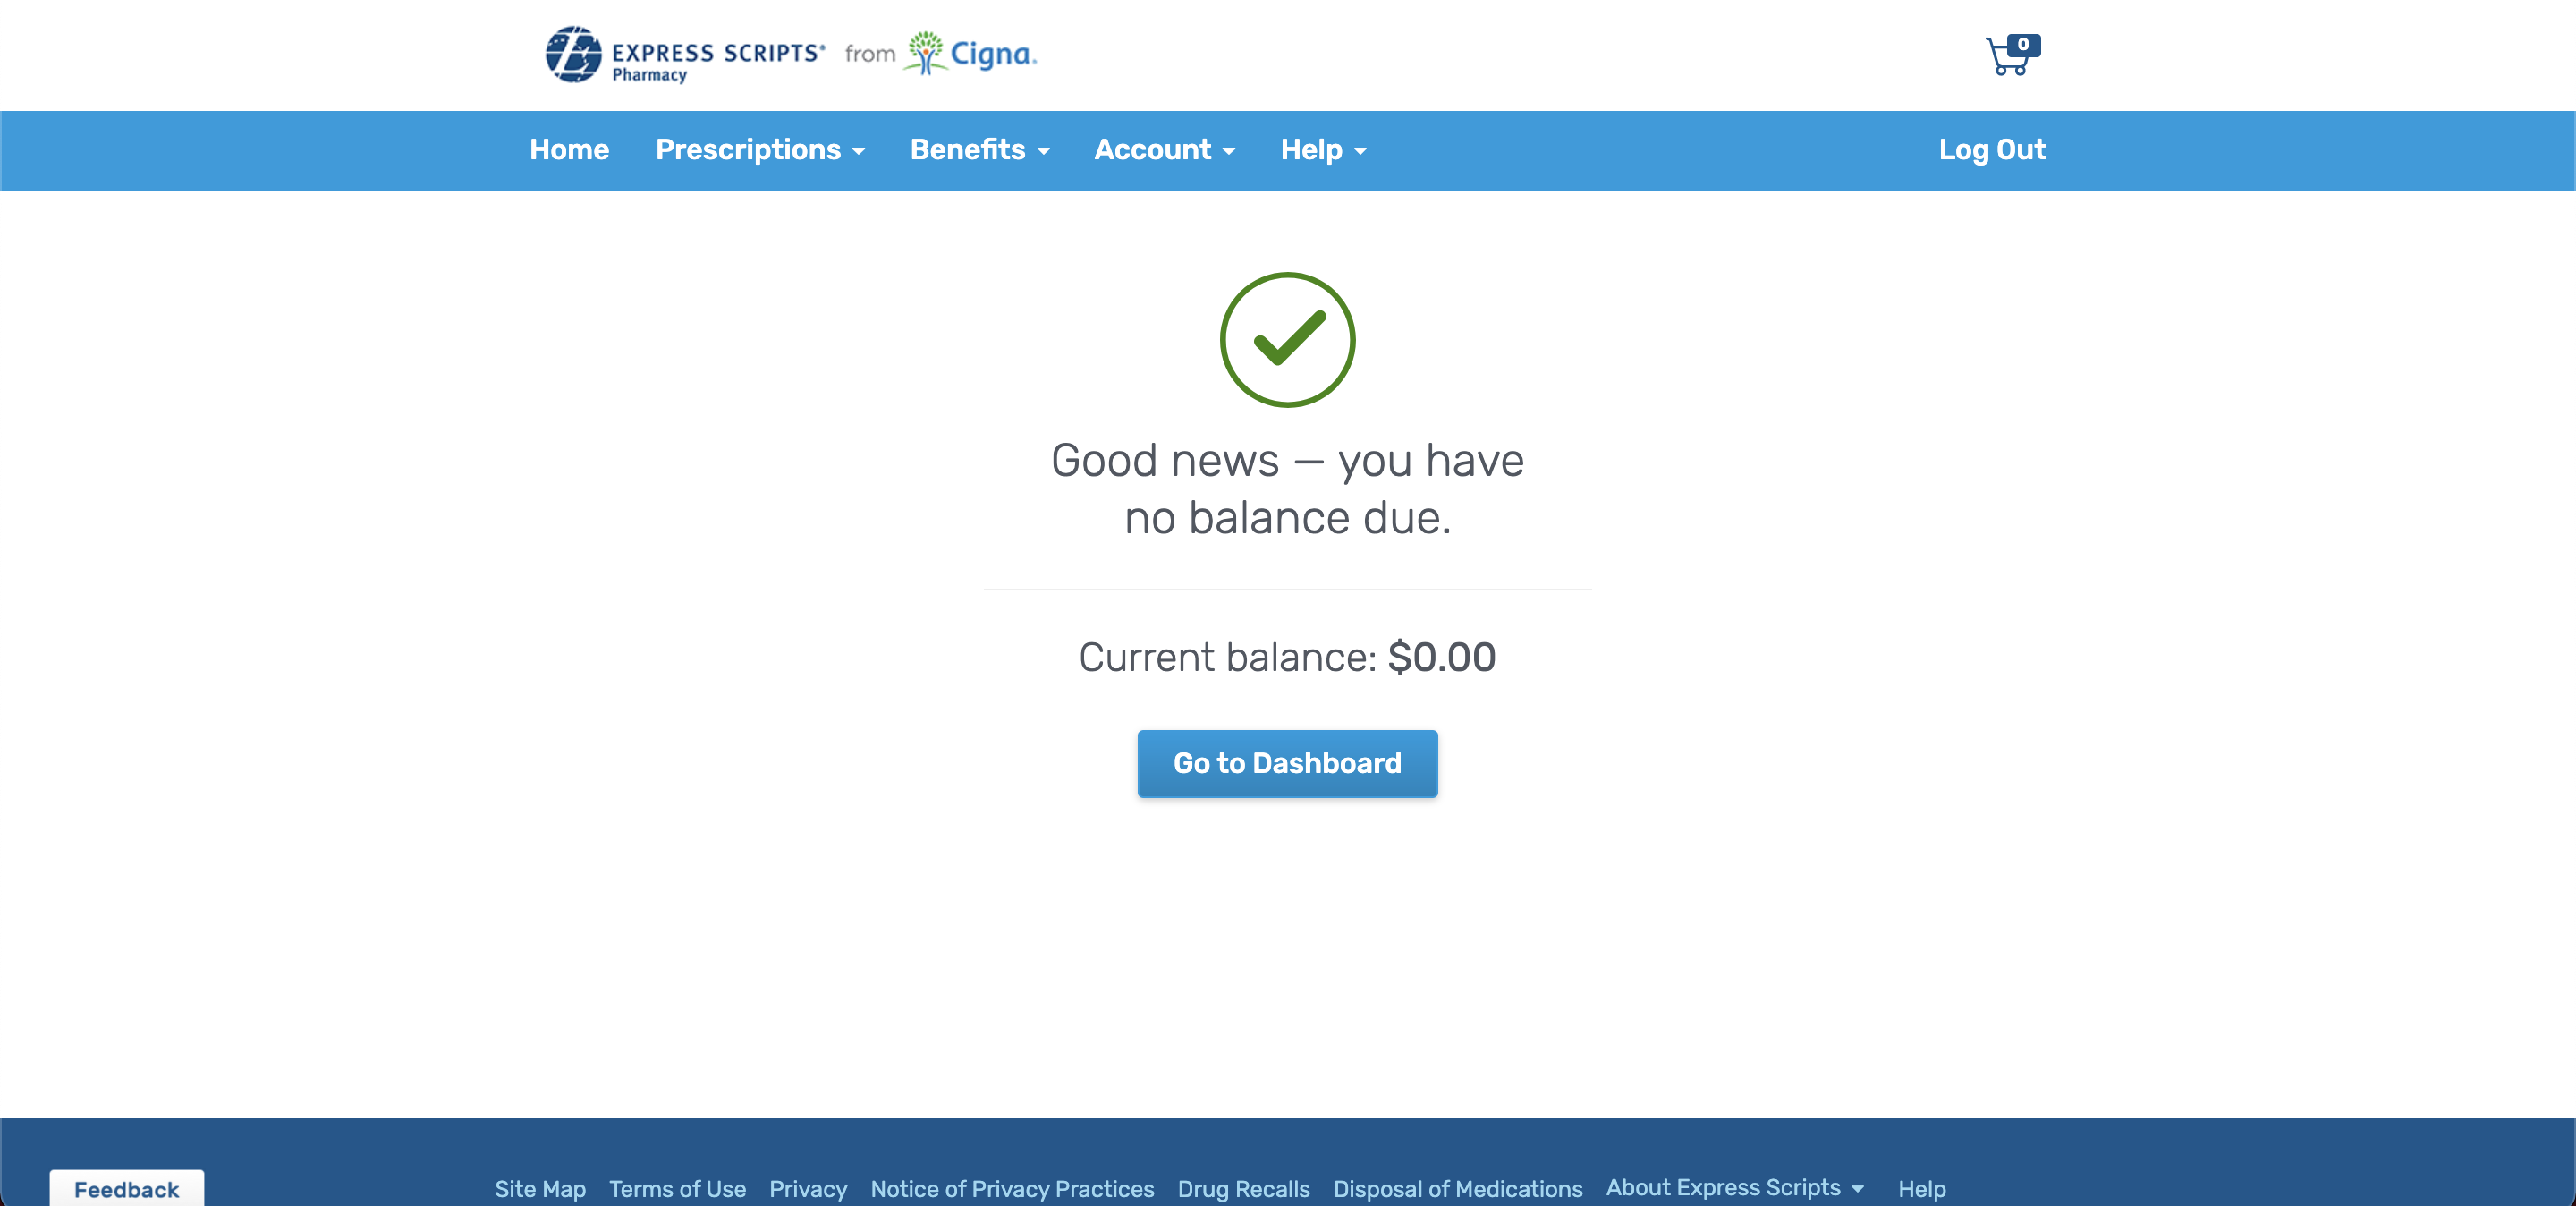 EXPRESS SCRIPTS® from Cigna.
Pharmacy
0
Home Prescriptions Benefits Account Help Log Out
Good news — you have
no balance due.
Current balance: $0.00
Go to Dashboard
Feedback
Site Map Terms of Use Privacy Notice of Privacy Practices Drug Recalls Disposal of Medications About Express Scripts Help